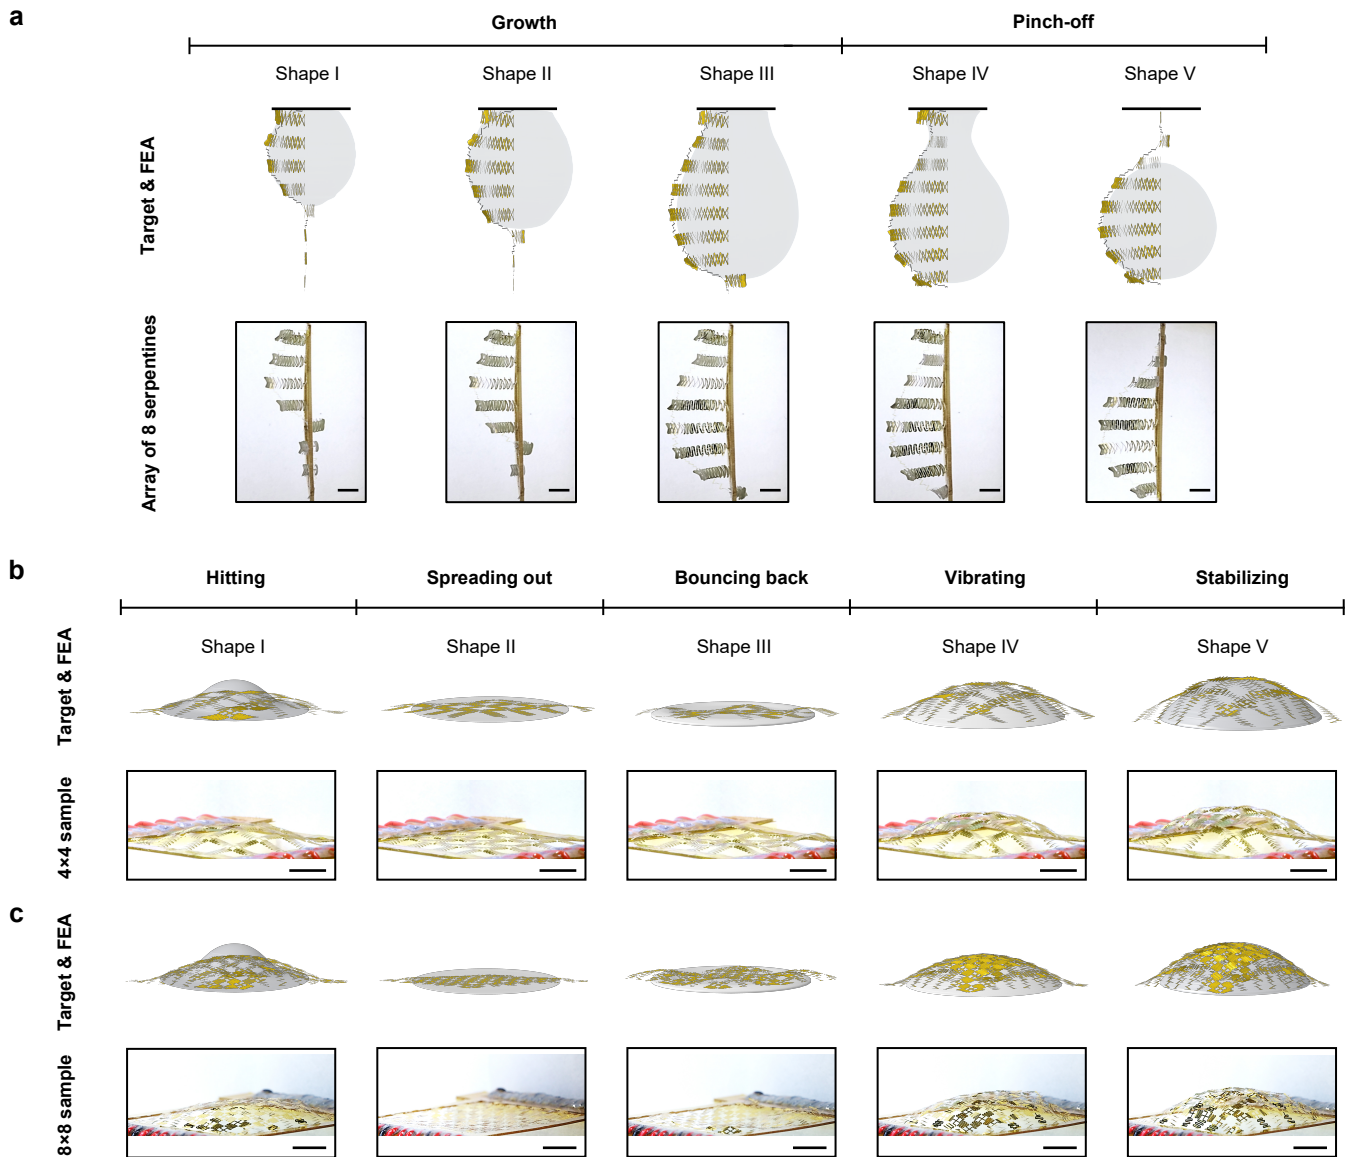 a
Growth
Pinch-off
Shape I
Shape II
Shape III
Shape IV
Shape V
Target & FEA
Array of 8 serpentines
b
Hitting
Spreading out
Bouncing back
Vibrating
Stabilizing
Shape I
Shape II
Shape III
Shape IV
Shape V
Target & FEA
4×4 sample
c
Target & FEA
8×8 sample